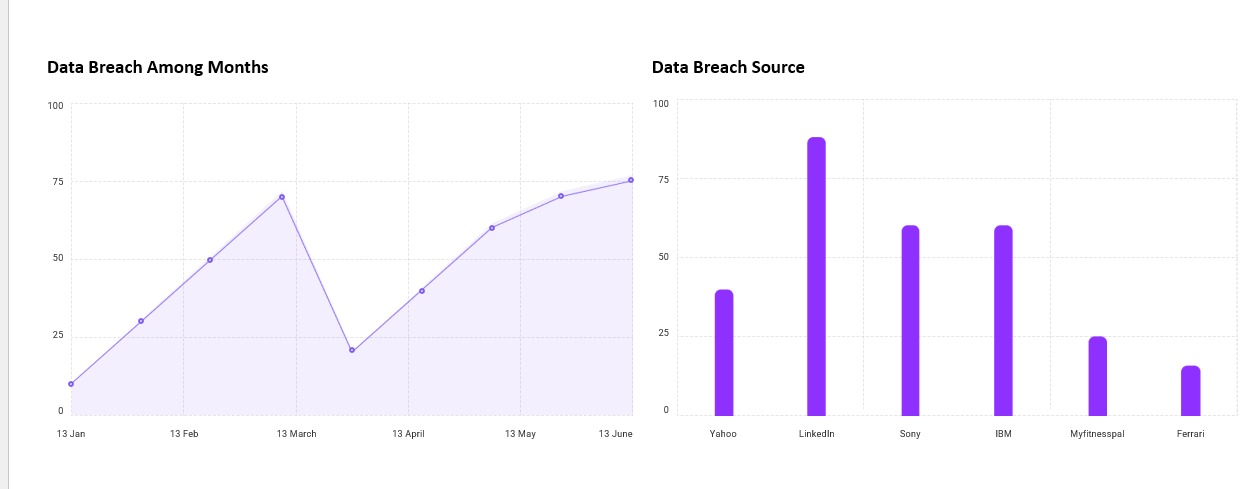 Data Breach Among Months
100
75
50
25
0
13 Jan 13 Feb 13 March 13 April 13 May 13 June
Data Breach Source
100
75
50
25
0
Yahoo LinkedIn Sony IBM Myfitnesspal Ferrari